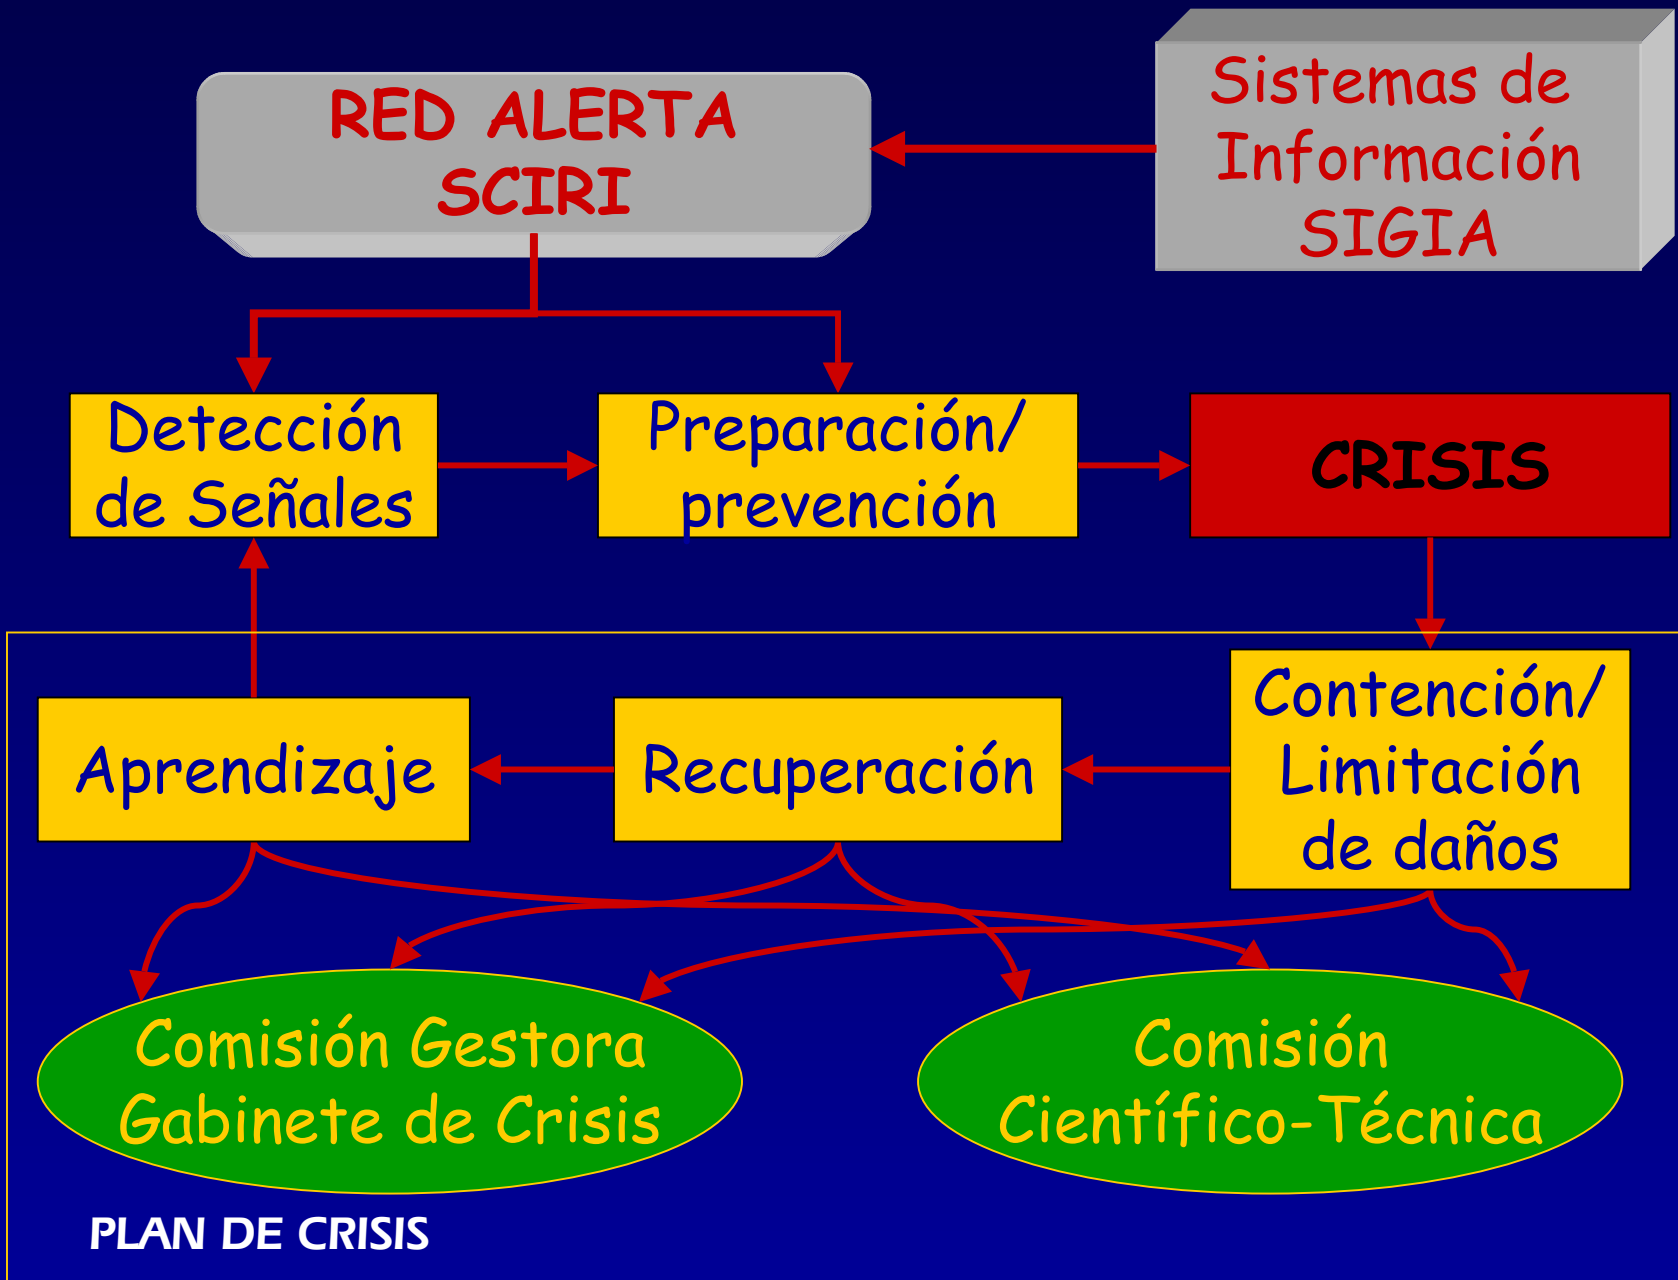 RED ALERTA
SCIRI
Sistemas de
Información
SIGIA
Detección
de Señales
Preparación/
prevención
CRISIS
Aprendizaje
Recuperación
Contención/
Limitación
de daños
Comisión Gestora
Gabinete de Crisis
Comisión
Científico-Técnica
PLAN DE CRISIS